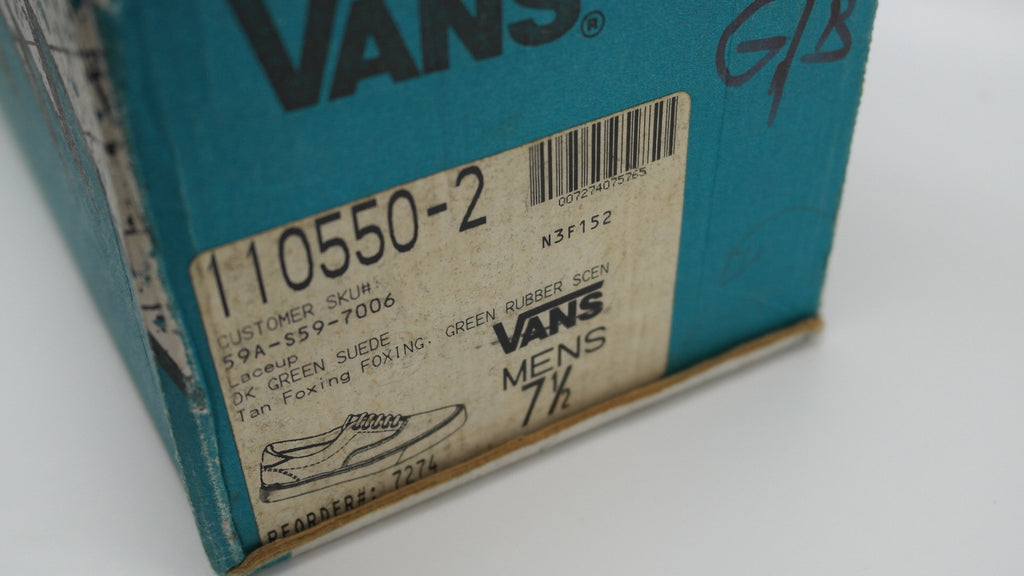 VANS®
G/B
110550-2
007274075765
N3F152
CUSTOMER SKU#:
59A-S59-7006
Laceup
DK GREEN SUEDE
Tan Foxing FOXING, GREEN RUBBER SCEN
VANS
MENS
7½
REORDER#: 7274